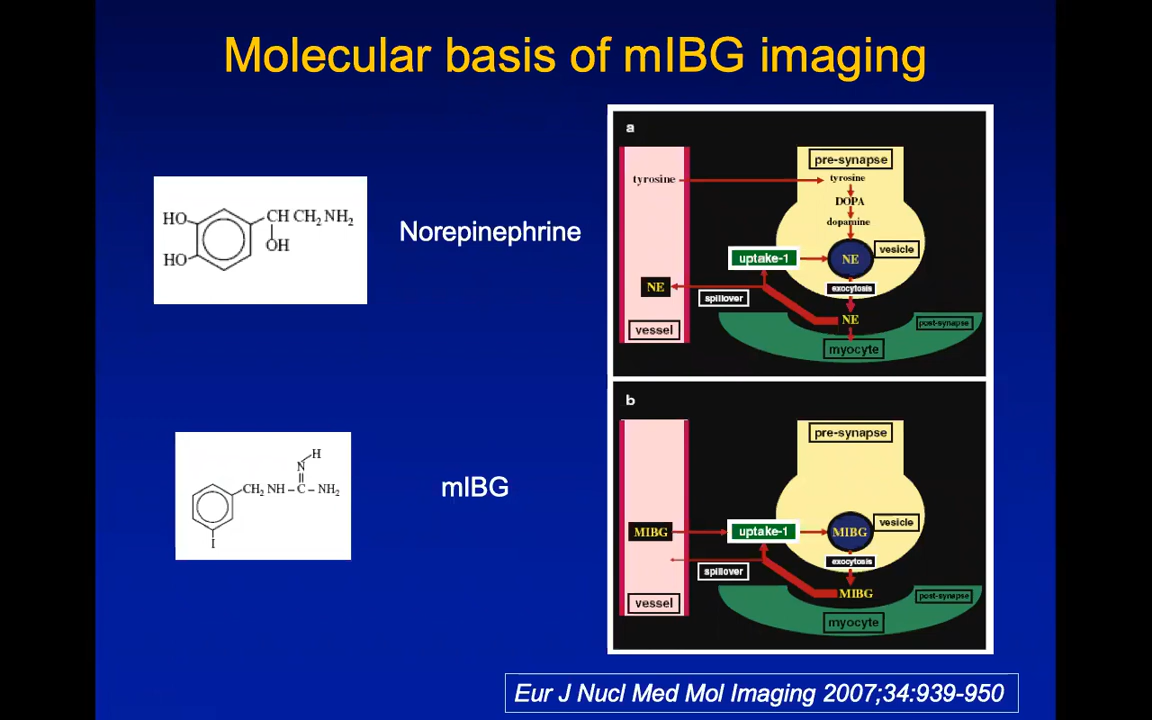 Molecular basis of mIBG imaging
HO
HO
CH CH2NH2
OH
Norepinephrine
a
pre-synapse
tyrosine
tyrosine
DOPA
dopamine
uptake-1
NE
vesicle
NE
spillover
exocytosis
NE
post-synapse
vessel
myocyte
b
pre-synapse
MIBG
uptake-1
MIBG
vesicle
spillover
exocytosis
MIBG
post-synapse
vessel
myocyte
H
N
CH2 NH – C – NH2
I
mIBG
Eur J Nucl Med Mol Imaging 2007;34:939-950